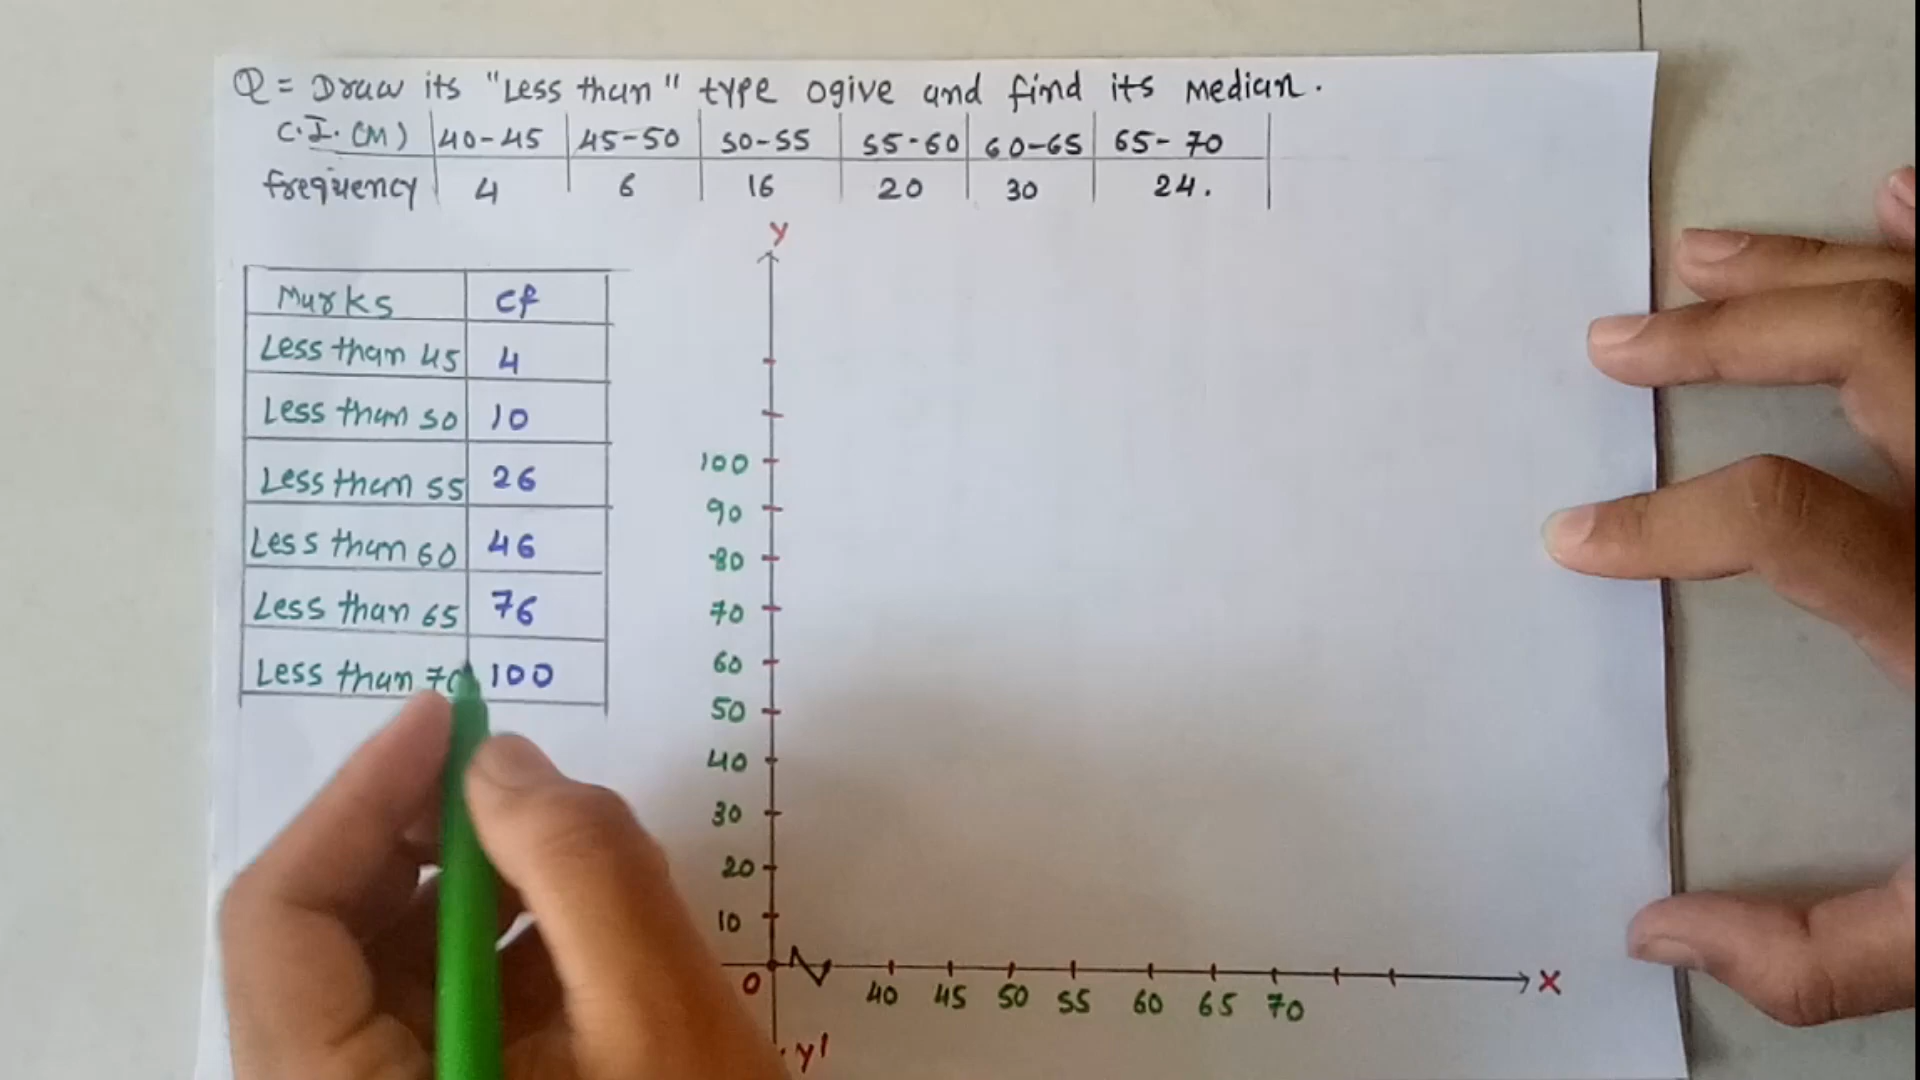 Q = Draw its "Less than" type ogive and find its Median.
C.I. (M) 40-45 45-50 50-55 55-60 60-65 65-70
frequency 4 6 16 20 30 24.
Marks cf
Less than 45 4
Less than 50 10
Less than 55 26
Less than 60 46
Less than 65 76
Less than 70 100
Y
100
90
80
70
60
50
40
30
20
10
0
40 45 50 55 60 65 70
X
y'